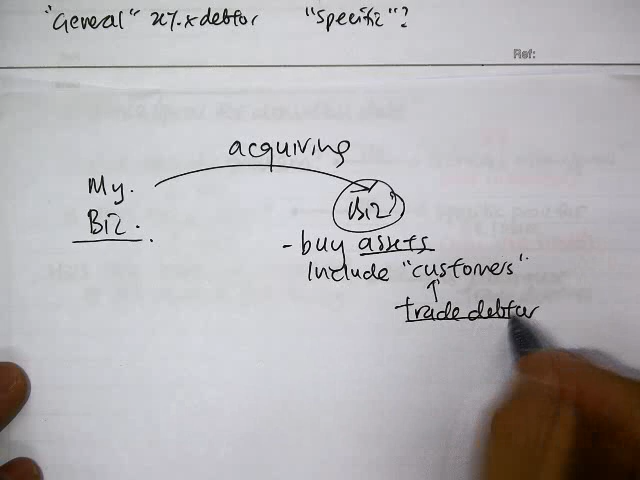 "General" x% x debtor "Specific"?
Ref:
acquiring
My.
Biz.
Biz
- buy assets
include "customers"
trade debtor